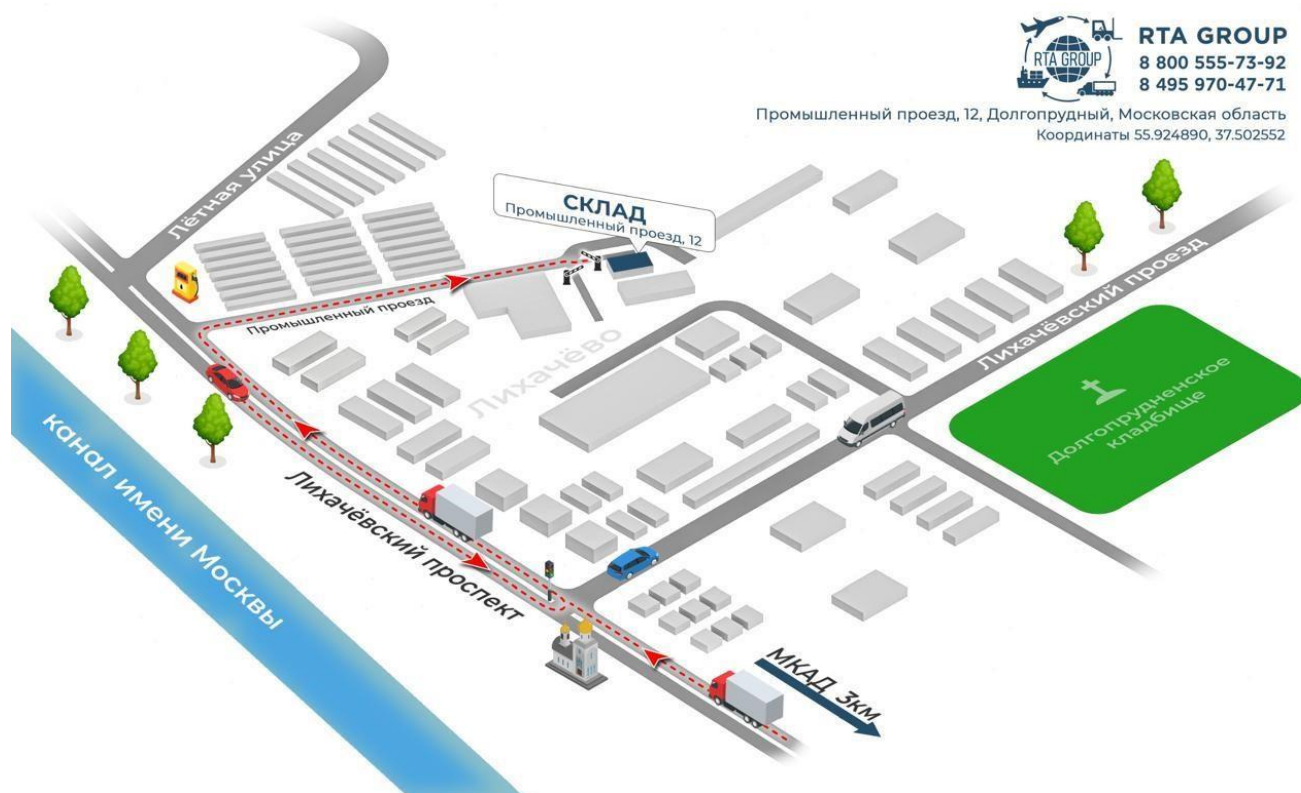 RTA GROUP
RTA GROUP
8 800 555-73-92
8 495 970-47-71
Промышленный проезд, 12, Долгопрудный, Московская область
Координаты 55.924890, 37.502552
Лётная улица
СКЛАД
Промышленный проезд, 12
Промышленный проезд
Лихачёво
Лихачёвский проезд
Долгопрудненское
кладбище
канал имени Москвы
Лихачёвский проспект
МКАД 3км